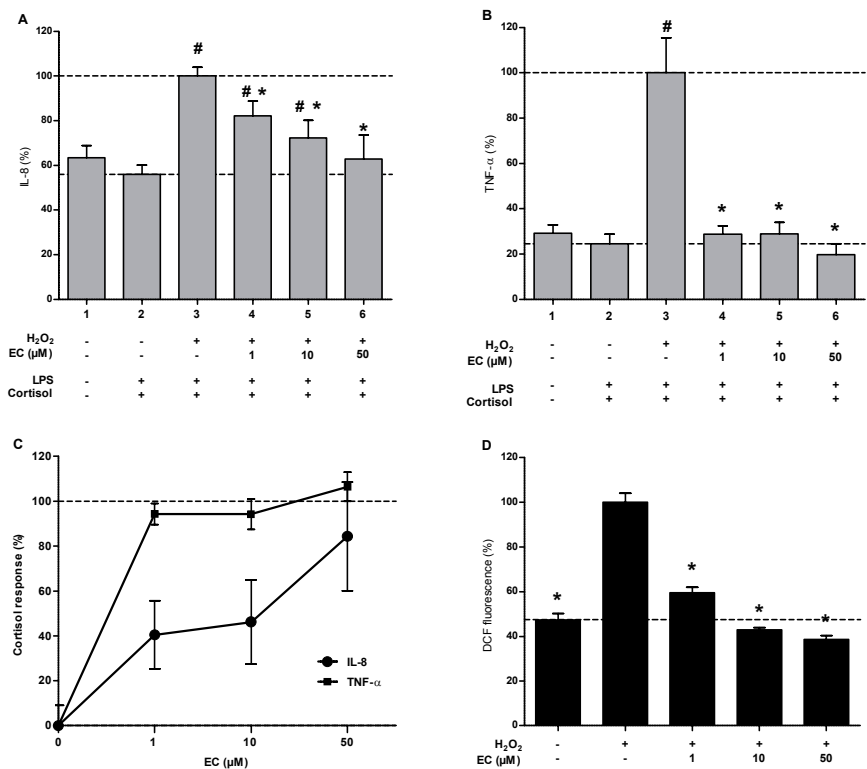 A
120
#
100
# *
# *
80
*
60
IL-8 (%)
40
20
0
1 2 3 4 5 6
H₂O₂ - - + + + +
EC (µM) - - - 1 10 50
LPS - + + + + +
Cortisol - + + + + +
B
120
#
100
80
60
TNF-α (%)
40
* * *
20
0
1 2 3 4 5 6
H₂O₂ - - + + + +
EC (µM) - - - 1 10 50
LPS - + + + + +
Cortisol - + + + + +
C
120
100
80
60
Cortisol response (%)
40
20
0
IL-8
TNF-α
0 1 10 50
EC (µM)
D
120
100
80
60
DCF fluorescence (%)
* * * *
40
20
0
H₂O₂ - + + + +
EC (µM) - - 1 10 50